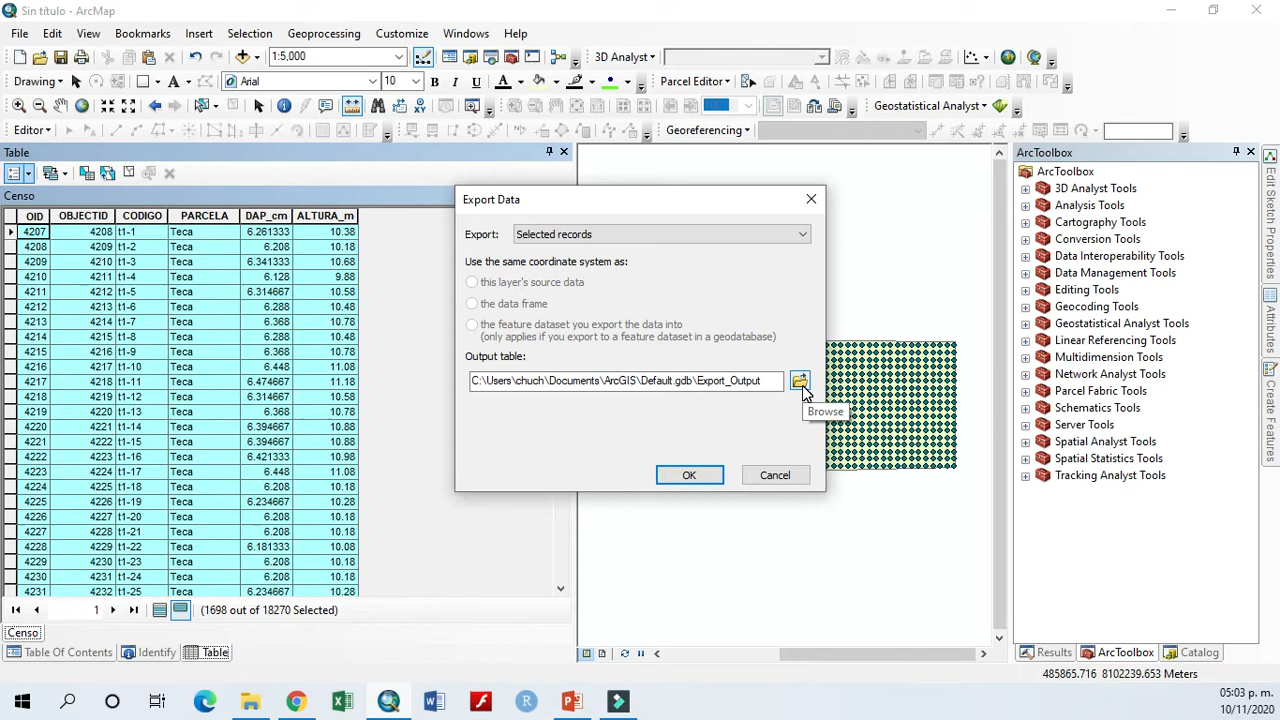 Sin título - ArcMap
File Edit View Bookmarks Insert Selection Geoprocessing Customize Windows Help
1:5,000 3D Analyst
Drawing Arial 10 B I U A Parcel Editor
Geostatistical Analyst
Editor Georeferencing
Table
Censo
OID OBJECTID CODIGO PARCELA DAP_cm ALTURA_m
4207 4208 t1-1 Teca 6.261333 10.38
4208 4209 t1-2 Teca 6.208 10.18
4209 4210 t1-3 Teca 6.341333 10.68
4210 4211 t1-4 Teca 6.128 9.88
4211 4212 t1-5 Teca 6.314667 10.58
4212 4213 t1-6 Teca 6.288 10.48
4213 4214 t1-7 Teca 6.368 10.78
4214 4215 t1-8 Teca 6.288 10.48
4215 4216 t1-9 Teca 6.368 10.78
4216 4217 t1-10 Teca 6.394667 10.88
4217 4218 t1-11 Teca 6.474667 11.18
4218 4219 t1-12 Teca 6.314667 10.58
4219 4220 t1-13 Teca 6.288 10.48
4220 4221 t1-14 Teca 6.394667 10.88
4221 4222 t1-15 Teca 6.394667 10.88
4222 4223 t1-16 Teca 6.421333 10.98
4223 4224 t1-17 Teca 6.448 11.08
4224 4225 t1-18 Teca 6.208 10.18
4225 4226 t1-19 Teca 6.234667 10.28
4226 4227 t1-20 Teca 6.208 10.18
4227 4228 t1-21 Teca 6.208 10.18
4228 4229 t1-22 Teca 6.181333 10.08
4229 4230 t1-23 Teca 6.208 10.18
4230 4231 t1-24 Teca 6.208 10.18
4231 4232 t1-25 Teca 6.234667 10.28
1 (1698 out of 18270 Selected)
Censo
Table Of Contents Identify Table
Export Data
Export: Selected records
Use the same coordinate system as:
this layer's source data
the data frame
the feature dataset you export the data into
(only applies if you export to a feature dataset in a geodatabase)
Output table:
C:\Users\chuch\Documents\ArcGIS\Default.gdb\Export_Output
Browse
OK Cancel
ArcToolbox
ArcToolbox
3D Analyst Tools
Analysis Tools
Cartography Tools
Conversion Tools
Data Interoperability Tools
Data Management Tools
Editing Tools
Geocoding Tools
Geostatistical Analyst Tools
Linear Referencing Tools
Multidimension Tools
Network Analyst Tools
Parcel Fabric Tools
Schematics Tools
Server Tools
Spatial Analyst Tools
Spatial Statistics Tools
Tracking Analyst Tools
Results ArcToolbox Catalog
Edit Sketch Properties
Attributes
Create Features
485865.716 8102239.653 Meters
05:03 p. m.
10/11/2020